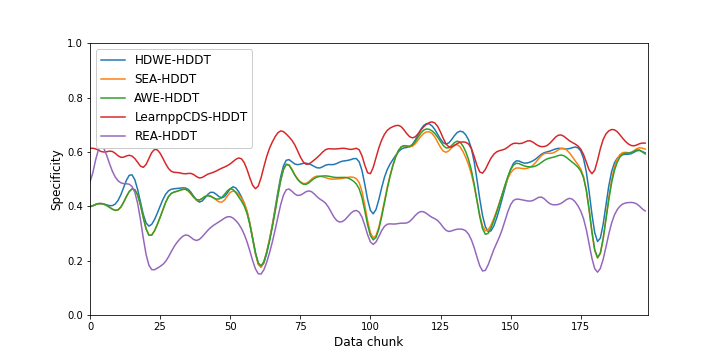 1.0
0.8
0.6
0.4
0.2
0.0
Specificity
HDWE-HDDT
SEA-HDDT
AWE-HDDT
LearnppCDS-HDDT
REA-HDDT
0 25 50 75 100 125 150 175
Data chunk